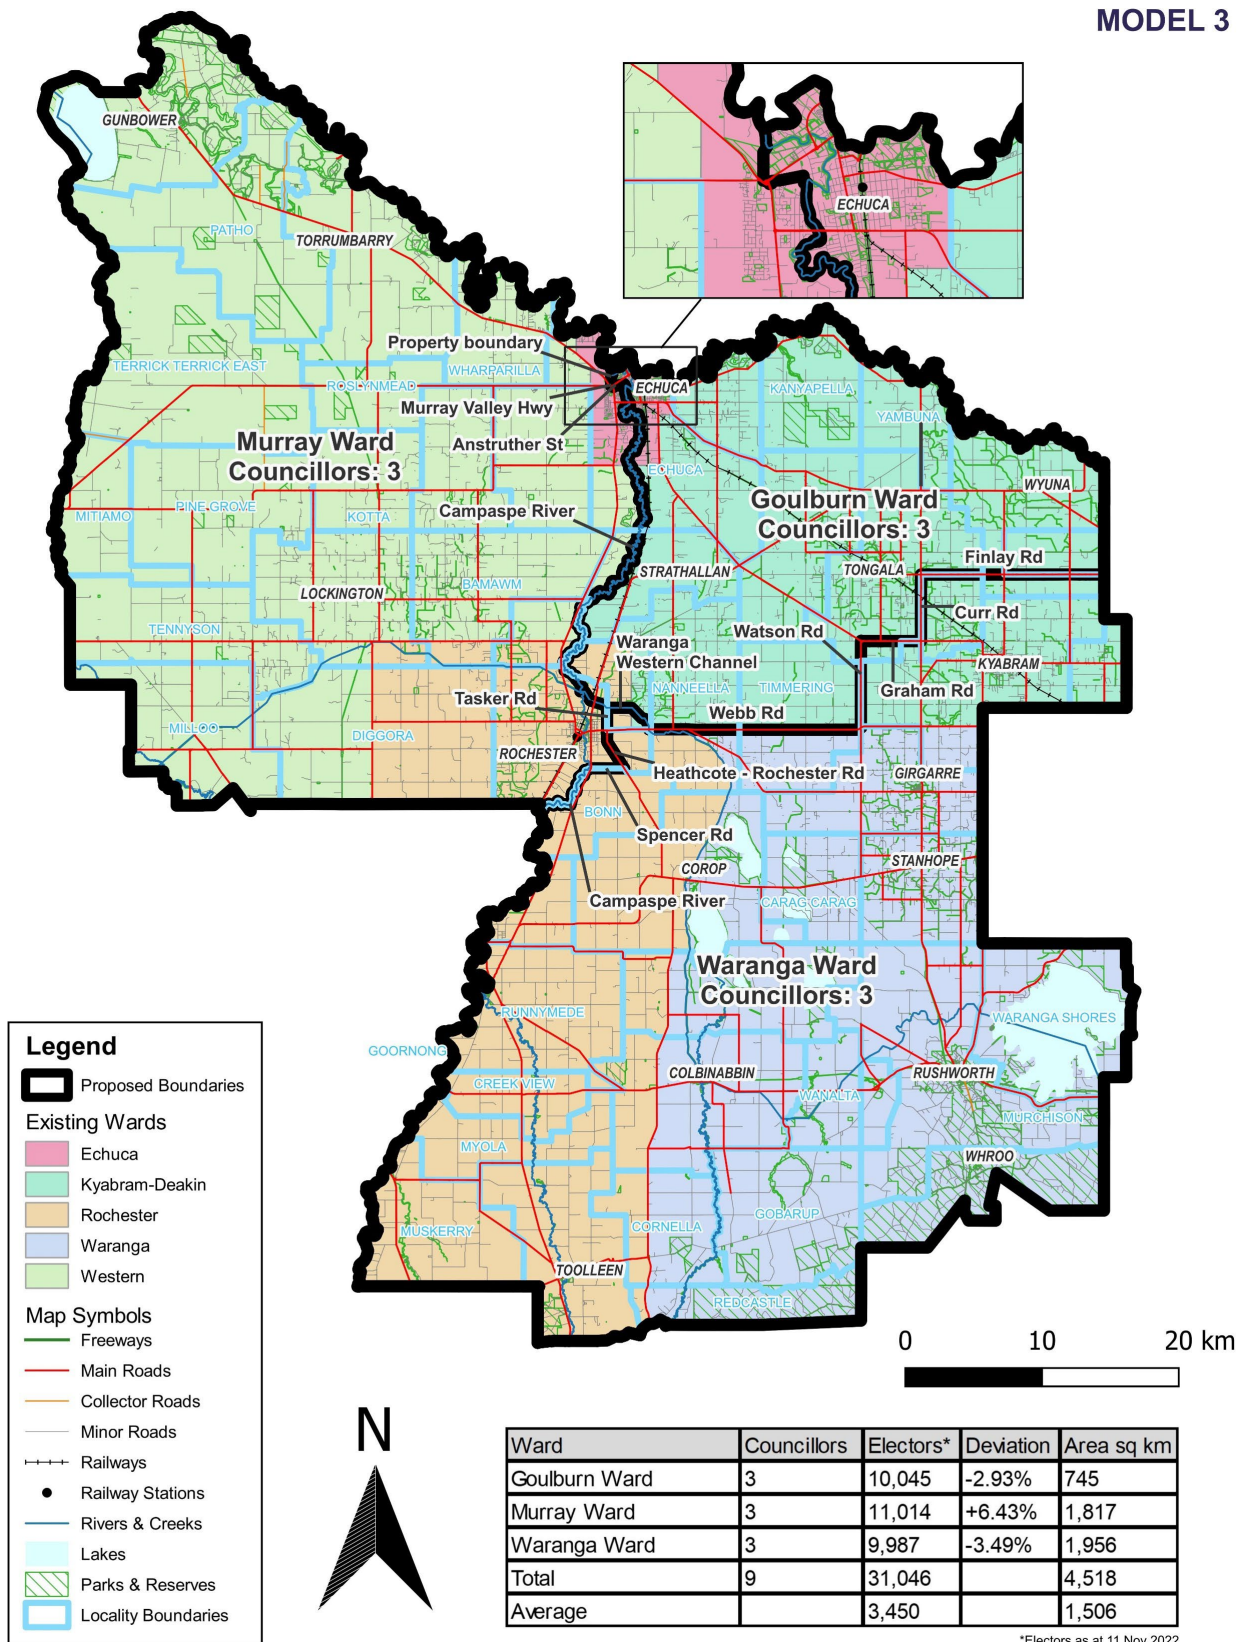 MODEL 3
GUNBOWER
ECHUCA
PATHO
TORRUMBARRY
Property boundary
TERRICK TERRICK EAST
WHARPARILLA
ROSLYNMEAD
ECHUCA
KANYAPELLA
Murray Valley Hwy
YAMBUNA
Anstruther St
Murray Ward
Councillors: 3
ECHUCA
WYUNA
Goulburn Ward
Councillors: 3
PINE GROVE
MITIAMO
KOTTA
Campaspe River
Finlay Rd
STRATHALLAN
TONGALA
BAMAWM
LOCKINGTON
Curr Rd
TENNYSON
Watson Rd
Waranga
Western Channel
KYABRAM
NANNEELLA
TIMMERING
Graham Rd
Tasker Rd
Webb Rd
MILLOO
DIGGORA
ROCHESTER
Heathcote - Rochester Rd
GIRGARRE
BONN
Spencer Rd
STANHOPE
COROP
Campaspe River
CARAG CARAG
Waranga Ward
Councillors: 3
RUNNYMEDE
WARANGA SHORES
GOORNONG
COLBINABBIN
RUSHWORTH
CREEK VIEW
WANALTA
MURCHISON
MYOLA
WHROO
GOBARUP
MUSKERRY
CORNELLA
TOOLLEEN
REDCASTLE
Legend
Proposed Boundaries
Existing Wards
Echuca
Kyabram-Deakin
Rochester
Waranga
Western
Map Symbols
Freeways
Main Roads
Collector Roads
Minor Roads
Railways
Railway Stations
Rivers & Creeks
Lakes
Parks & Reserves
Locality Boundaries
0 10 20 km
N
Ward Councillors Electors* Deviation Area sq km
Goulburn Ward 3 10,045 -2.93% 745
Murray Ward 3 11,014 +6.43% 1,817
Waranga Ward 3 9,987 -3.49% 1,956
Total 9 31,046 4,518
Average 3,450 1,506
*Electors as at 11 Nov 2022